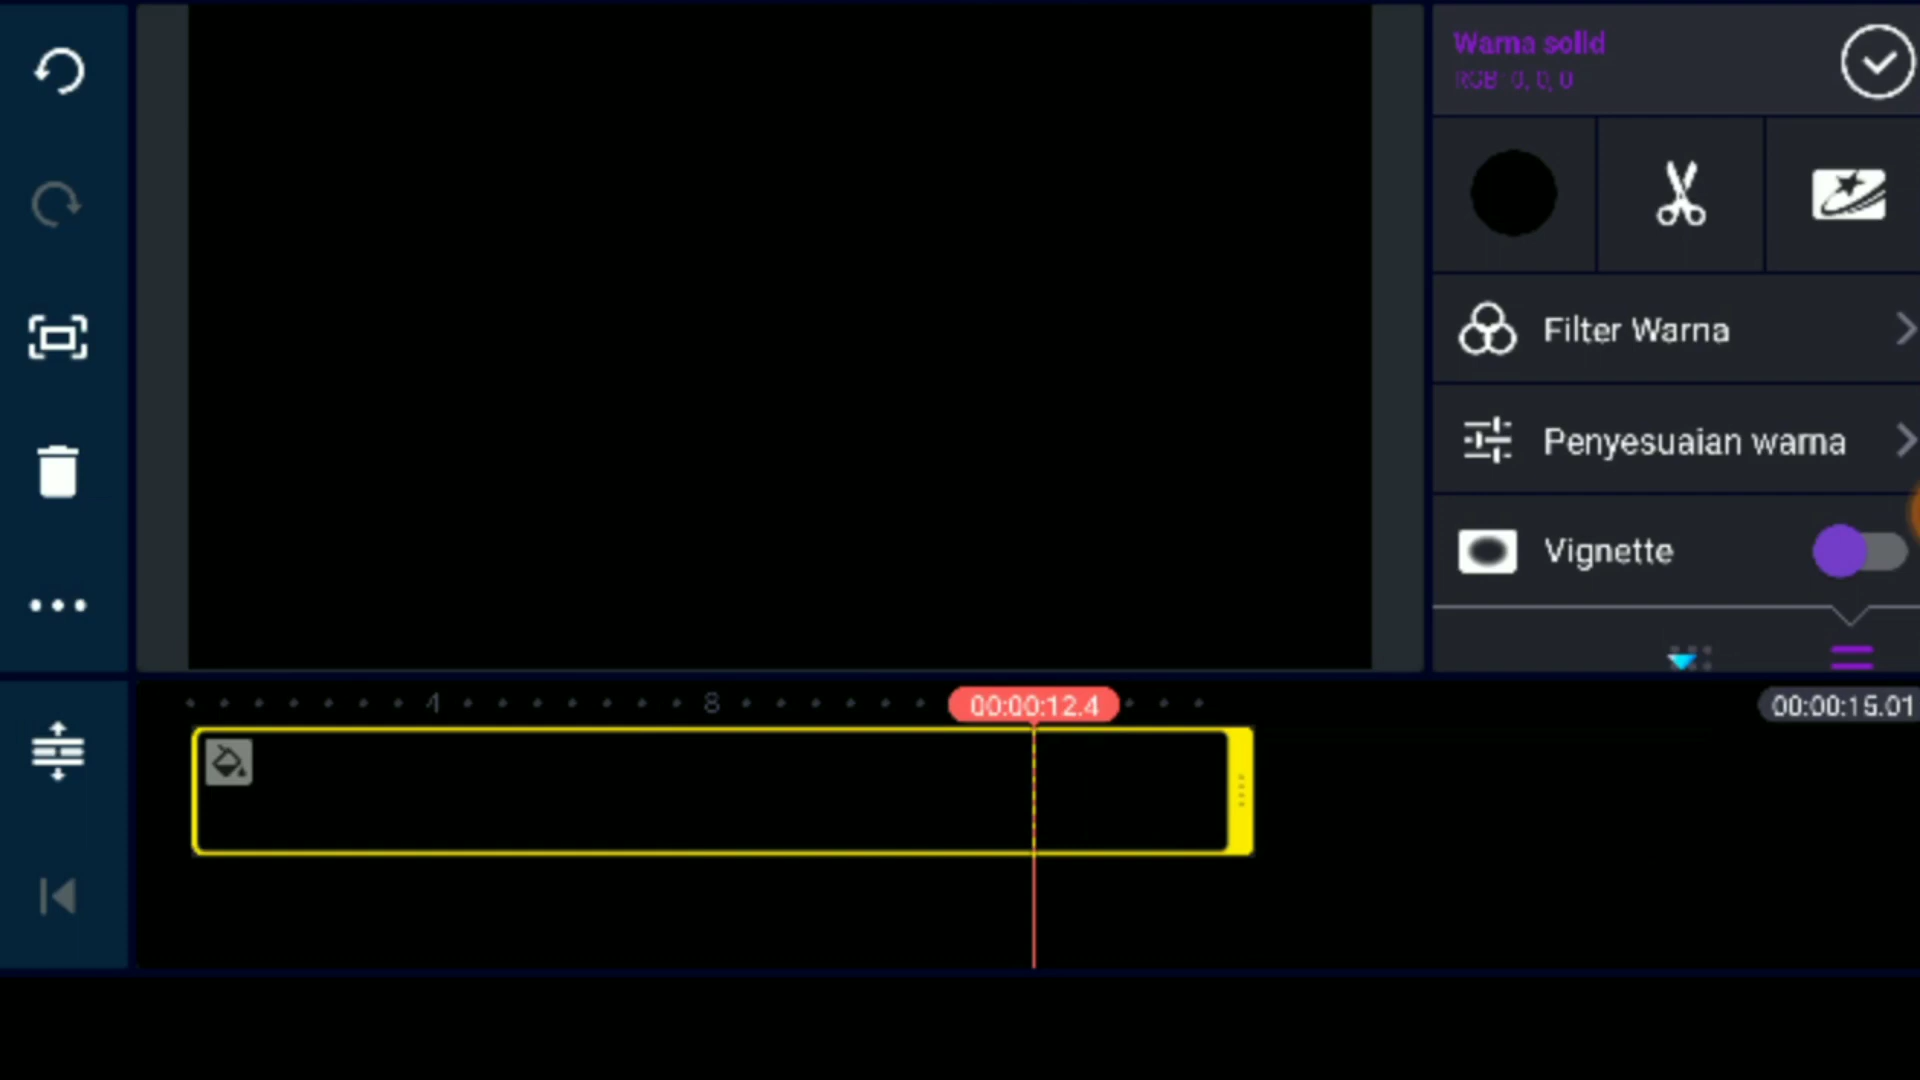 Warna solid
RGB: 0, 0, 0
Filter Warna
Penyesuaian warna
Vignette
4
8
00:00:12.4
00:00:15.01